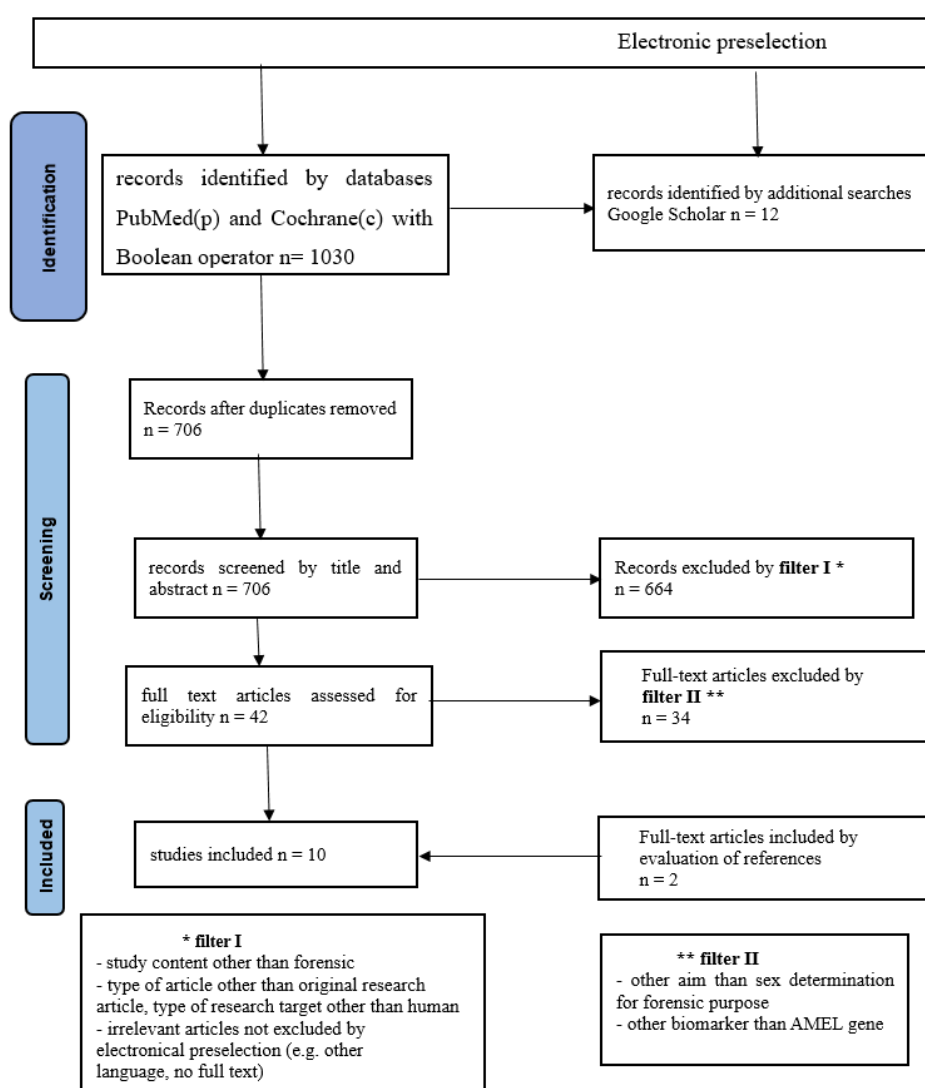 Electronic preselection
Identification
records identified by databases
PubMed(p) and Cochrane(c) with
Boolean operator n= 1030
records identified by additional searches
Google Scholar n = 12
Screening
Records after duplicates removed
n = 706
records screened by title and
abstract n = 706
Records excluded by filter I *
n = 664
full text articles assessed for
eligibility n = 42
Full-text articles excluded by
filter II **
n = 34
Included
studies included n = 10
Full-text articles included by
evaluation of references
n = 2
* filter I
- study content other than forensic
- type of article other than original research
article, type of research target other than human
- irrelevant articles not excluded by
electronical preselection (e.g. other
language, no full text)
** filter II
- other aim than sex determination
for forensic purpose
- other biomarker than AMEL gene